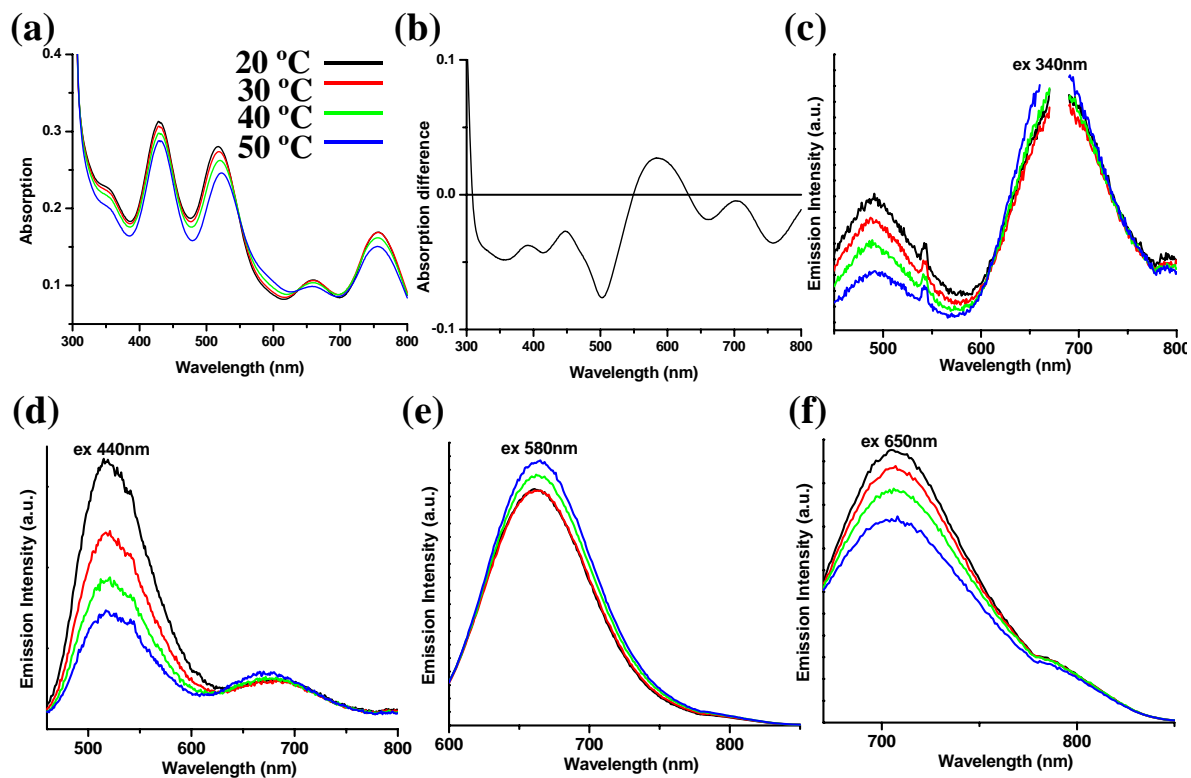 (a)
0.4
0.3
0.2
0.1
300 400 500 600 700 800
Absorption
Wavelength (nm)
20 ºC
30 ºC
40 ºC
50 ºC
(b)
0.1
0.0
-0.1
300 400 500 600 700 800
Absorption difference
Wavelength (nm)
(c)
ex 340nm
Emission Intensity (a.u.)
500 600 700 800
Wavelength (nm)
(d)
ex 440nm
Emission Intensity (a.u.)
500 600 700 800
Wavelength (nm)
(e)
ex 580nm
Emission Intensity (a.u.)
600 700 800
Wavelength (nm)
(f)
ex 650nm
Emission Intensity (a.u.)
700 800
Wavelength (nm)